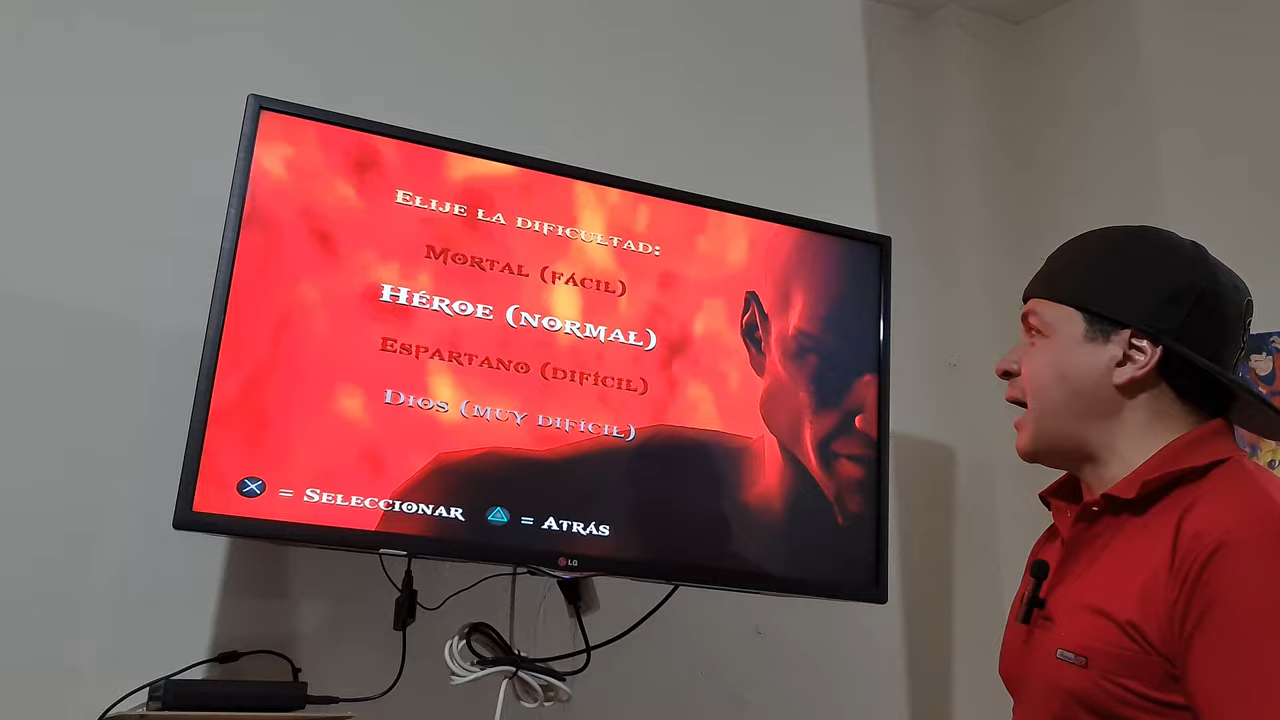 Elije la dificultad:
Mortal (fácil)
Héroe (normal)
Espartano (difícil)
Dios (muy difícil)
= Seleccionar = Atrás
LG